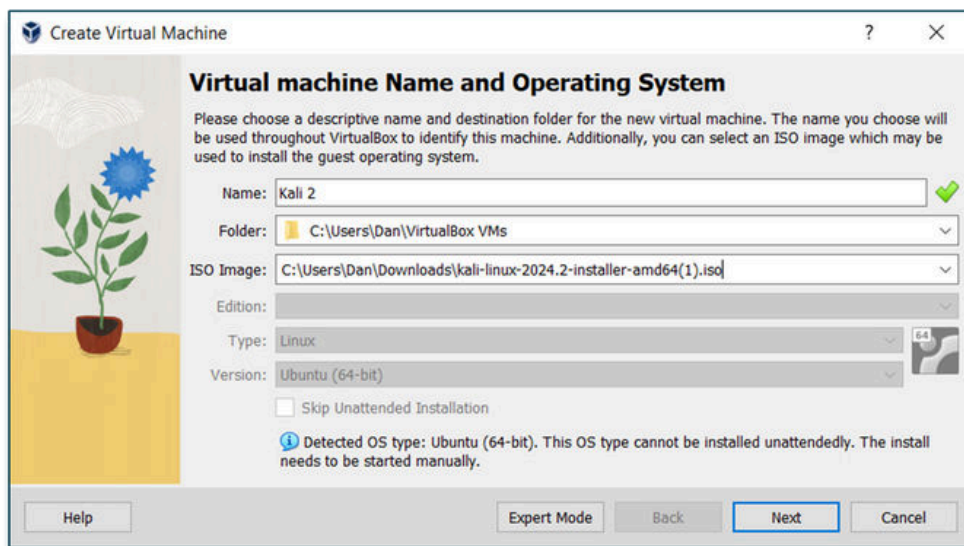 Create Virtual Machine ?
Virtual machine Name and Operating System
Please choose a descriptive name and destination folder for the new virtual machine. The name you choose will
be used throughout VirtualBox to identify this machine. Additionally, you can select an ISO image which may be
used to install the guest operating system.
Name: Kali 2
Folder: C:\Users\Dan\VirtualBox VMs
ISO Image: C:\Users\Dan\Downloads\kali-linux-2024.2-installer-amd64(1).iso
Edition:
Type: Linux
64
Version: Ubuntu (64-bit)
Skip Unattended Installation
Detected OS type: Ubuntu (64-bit). This OS type cannot be installed unattendedly. The install
needs to be started manually.
Help Expert Mode Back Next Cancel